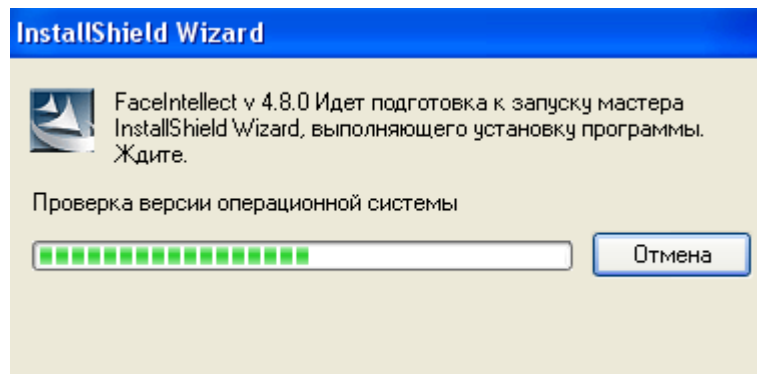 InstallShield Wizard
FaceIntellect v 4.8.0 Идет подготовка к запуску мастера
InstallShield Wizard, выполняющего установку программы.
Ждите.
Проверка версии операционной системы
Отмена